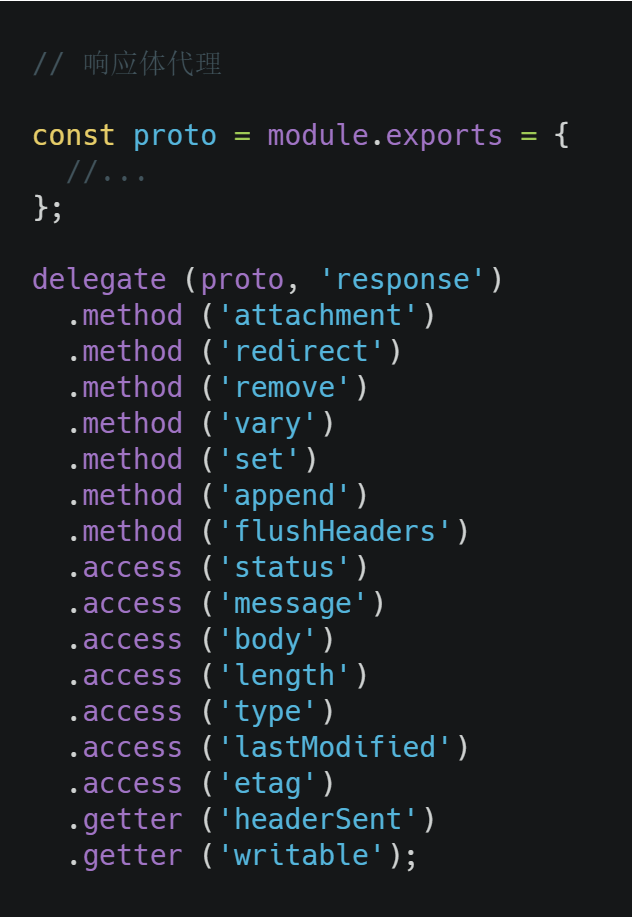 // 响应体代理
const proto = module.exports = {
  //...
};
delegate (proto, 'response')
  .method ('attachment')
  .method ('redirect')
  .method ('remove')
  .method ('vary')
  .method ('set')
  .method ('append')
  .method ('flushHeaders')
  .access ('status')
  .access ('message')
  .access ('body')
  .access ('length')
  .access ('type')
  .access ('lastModified')
  .access ('etag')
  .getter ('headerSent')
  .getter ('writable');